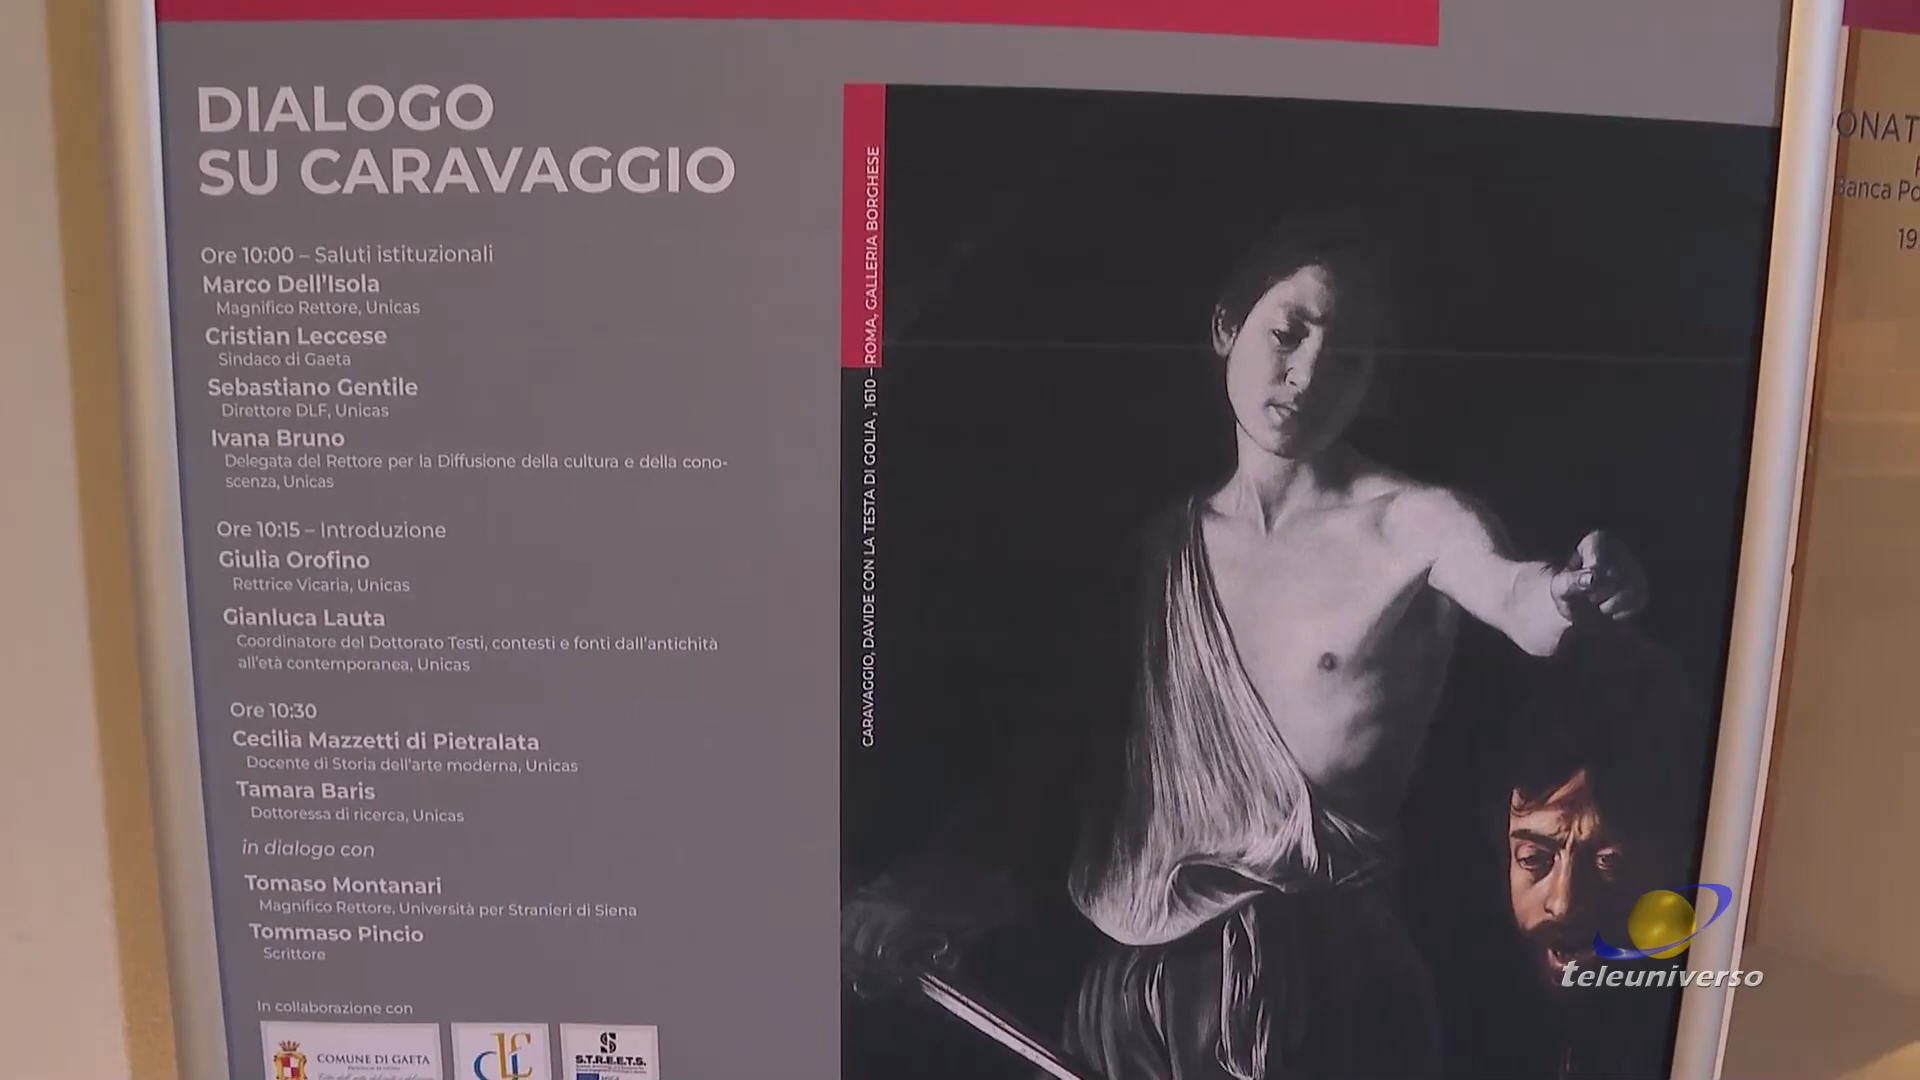 DIALOGO
SU CARAVAGGIO
Ore 10:00 – Saluti istituzionali
Marco Dell'Isola
Magnifico Rettore, Unicas
Cristian Leccese
Sindaco di Gaeta
Sebastiano Gentile
Direttore DLF, Unicas
Ivana Bruno
Delegata del Rettore per la Diffusione della cultura e della cono-
scenza, Unicas
Ore 10:15 – Introduzione
Giulia Orofino
Rettrice Vicaria, Unicas
Gianluca Lauta
Coordinatore del Dottorato Testi, contesti e fonti dall'antichità
all'età contemporanea, Unicas
Ore 10:30
Cecilia Mazzetti di Pietralata
Docente di Storia dell'arte moderna, Unicas
Tamara Baris
Dottoressa di ricerca, Unicas
in dialogo con
Tomaso Montanari
Magnifico Rettore, Università per Stranieri di Siena
Tommaso Pincio
Scrittore
In collaborazione con
COMUNE DI GAETA
dlf
S
S.T.R.E.E.T.S.
CARAVAGGIO, DAVIDE CON LA TESTA DI GOLIA, 1610 – ROMA, GALLERIA BORGHESE
ONAT
Banca Po
19
teleuniverso